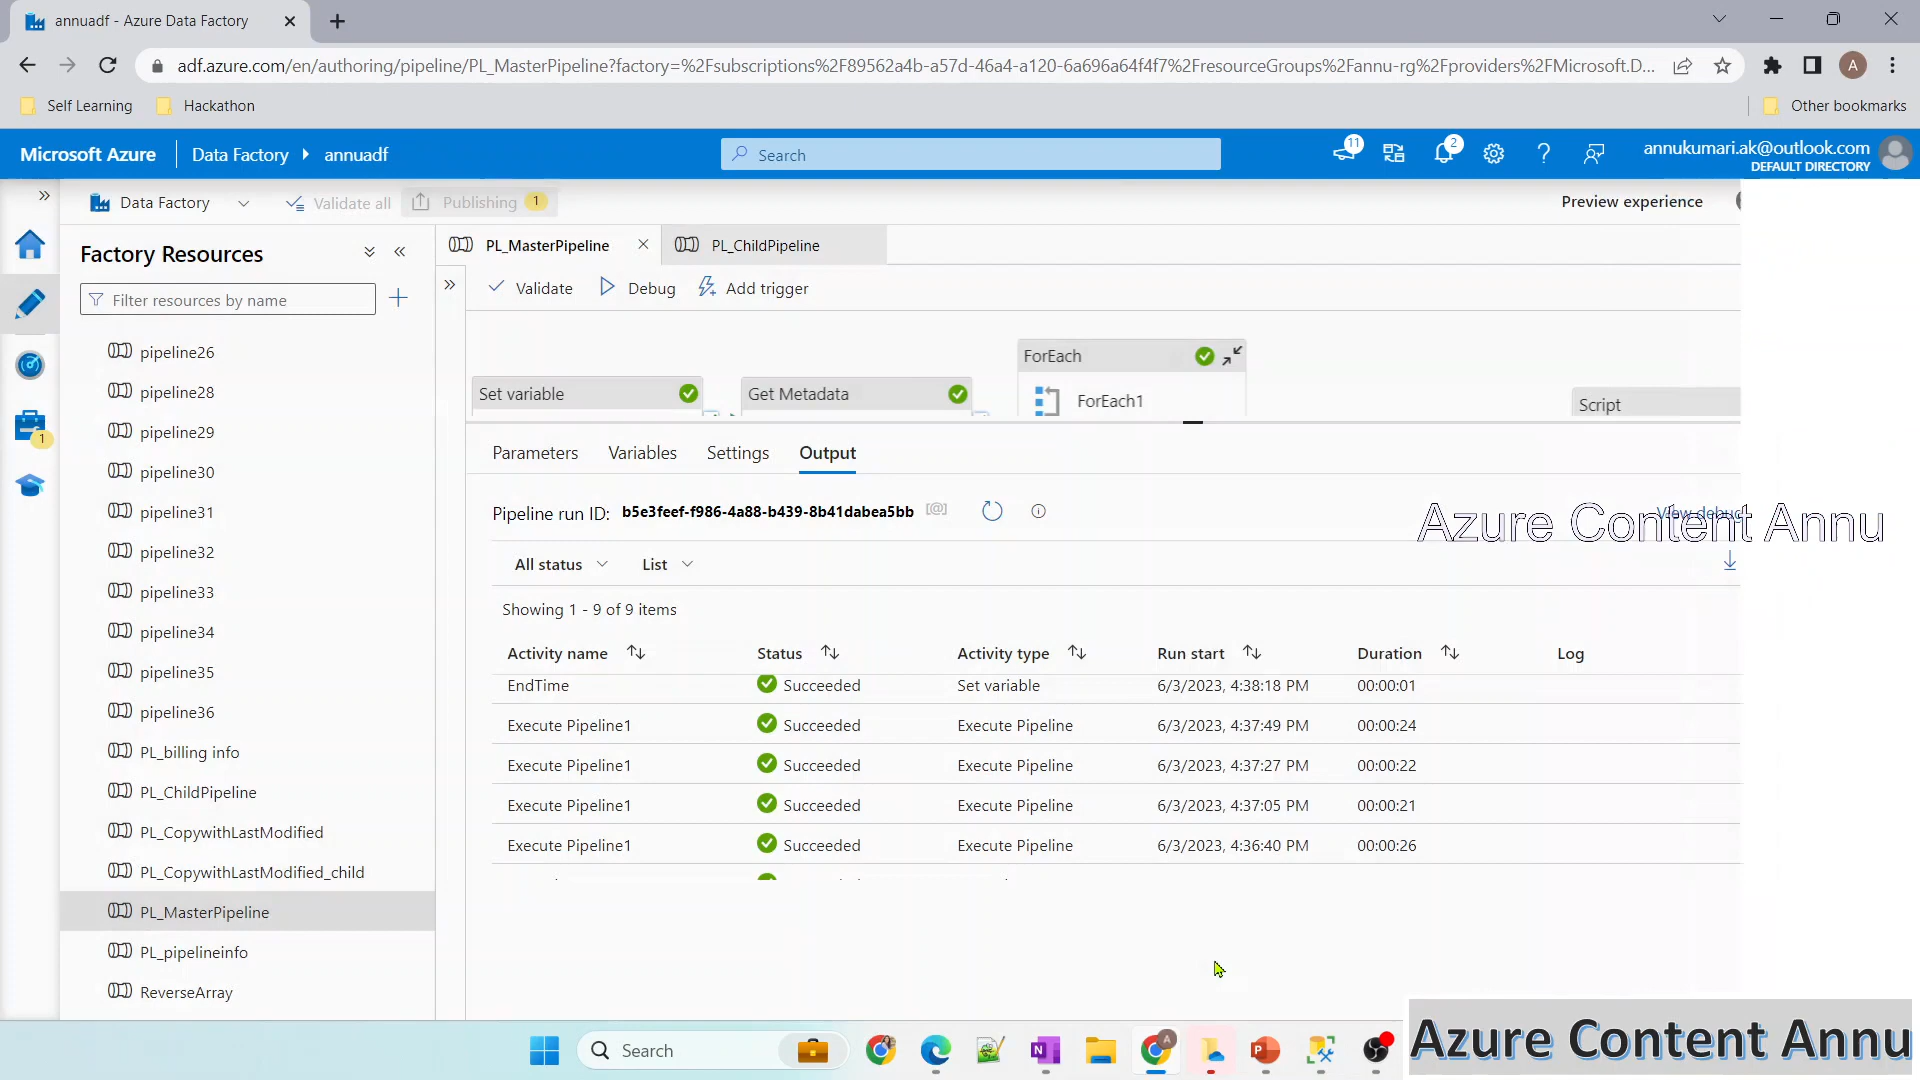 annuadf - Azure Data Factory
adf.azure.com/en/authoring/pipeline/PL_MasterPipeline?factory=%2Fsubscriptions%2F89562a4b-a57d-46a4-a120-6a696a64f4f7%2FresourceGroups%2Fannu-rg%2Fproviders%2FMicrosoft.D...
A
Self Learning
Hackathon
Other bookmarks
Microsoft Azure
Data Factory
annuadf
Search
11
2
annukumari.ak@outlook.com
DEFAULT DIRECTORY
Data Factory
Validate all
Publishing 1
Preview experience
Factory Resources
PL_MasterPipeline
PL_ChildPipeline
Filter resources by name
Validate
Debug
Add trigger
pipeline26
pipeline28
pipeline29
pipeline30
pipeline31
pipeline32
pipeline33
pipeline34
pipeline35
pipeline36
PL_billing info
PL_ChildPipeline
PL_CopywithLastModified
PL_CopywithLastModified_child
PL_MasterPipeline
PL_pipelineinfo
ReverseArray
1
Set variable
Get Metadata
ForEach
ForEach1
Script
Parameters
Variables
Settings
Output
Pipeline run ID: b5e3feef-f986-4a88-b439-8b41dabea5bb
View debug
Azure Content Annu
All status
List
Showing 1 - 9 of 9 items
Activity name Status Activity type Run start Duration Log
EndTime Succeeded Set variable 6/3/2023, 4:38:18 PM 00:00:01
Execute Pipeline1 Succeeded Execute Pipeline 6/3/2023, 4:37:49 PM 00:00:24
Execute Pipeline1 Succeeded Execute Pipeline 6/3/2023, 4:37:27 PM 00:00:22
Execute Pipeline1 Succeeded Execute Pipeline 6/3/2023, 4:37:05 PM 00:00:21
Execute Pipeline1 Succeeded Execute Pipeline 6/3/2023, 4:36:40 PM 00:00:26
Search
Azure Content Annu